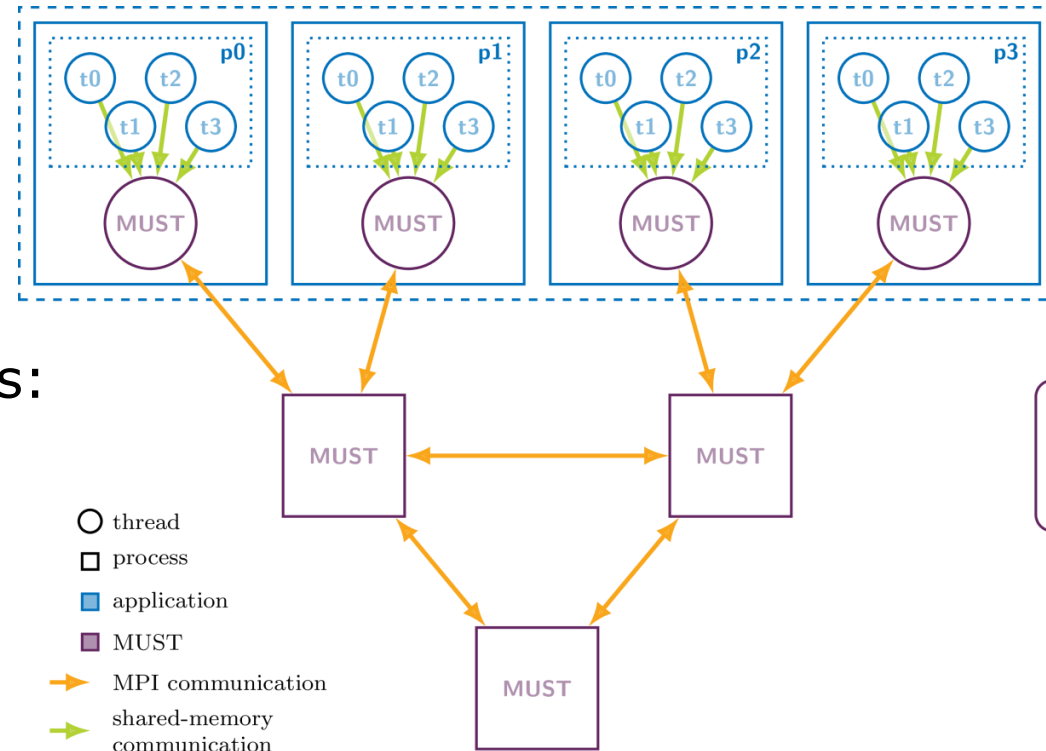 p0
t0
t2
t1
t3
MUST
p1
t0
t2
t1
t3
MUST
p2
t0
t2
t1
t3
MUST
p3
t0
t2
t1
t3
MUST
s:
MUST
MUST
MUST
thread
process
application
MUST
MPI communication
shared-memory
communication